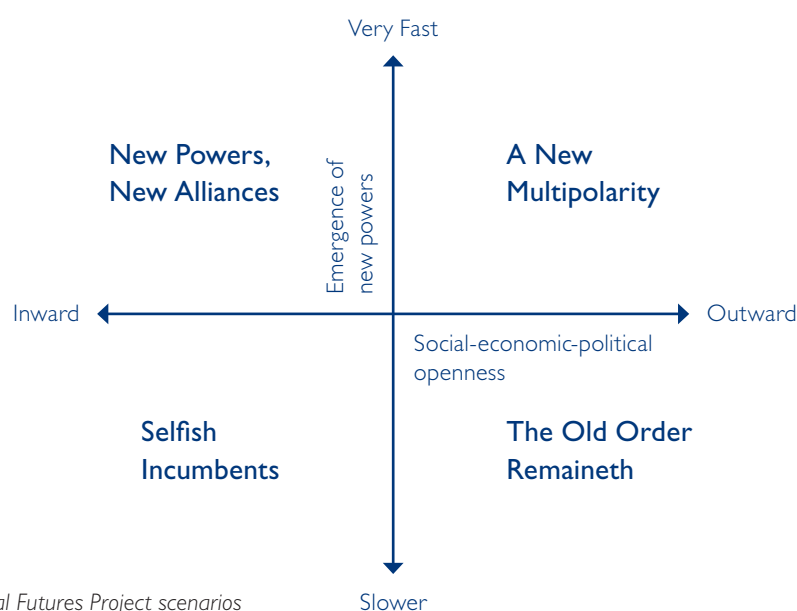 Very Fast
New Powers,
New Alliances
Emergence of
new powers
A New
Multipolarity
Inward
Outward
Social-economic-political
openness
Selfish
Incumbents
The Old Order
Remaineth
Futures Project scenarios
Slower